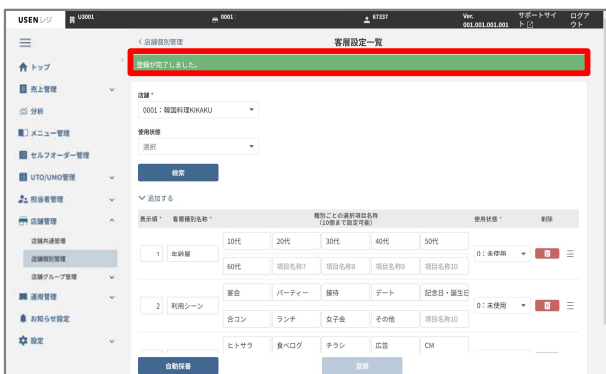 USEN レジ U3001 0001 67337 Ver. 001.001.001.001 サポートサイト ログアウト
トップ
売上管理
分析
メニュー管理
セルフオーダー管理
UTO/UMO管理
担当者管理
店舗管理
店舗共通管理
店舗個別管理
店舗グループ管理
運用管理
お知らせ設定
設定
< 店舗個別管理
客層設定一覧
登録が完了しました。
店舗 *
0001：韓国料理KIKAKU
使用状態
選択
検索
追加する
表示順 * 客層種別名称 * 種別ごとの選択項目名称 (10個まで設定可能) 使用状態 * 削除
1 年齢層 10代 20代 30代 40代 50代 0：未使用
60代 項目名称7 項目名称8 項目名称9 項目名称10
2 利用シーン 宴会 パーティー 接待 デート 記念日・誕生日 0：未使用
合コン ランチ 女子会 その他 項目名称10
ヒトサラ 食べログ チラシ 広告 CM
自動採番 登録